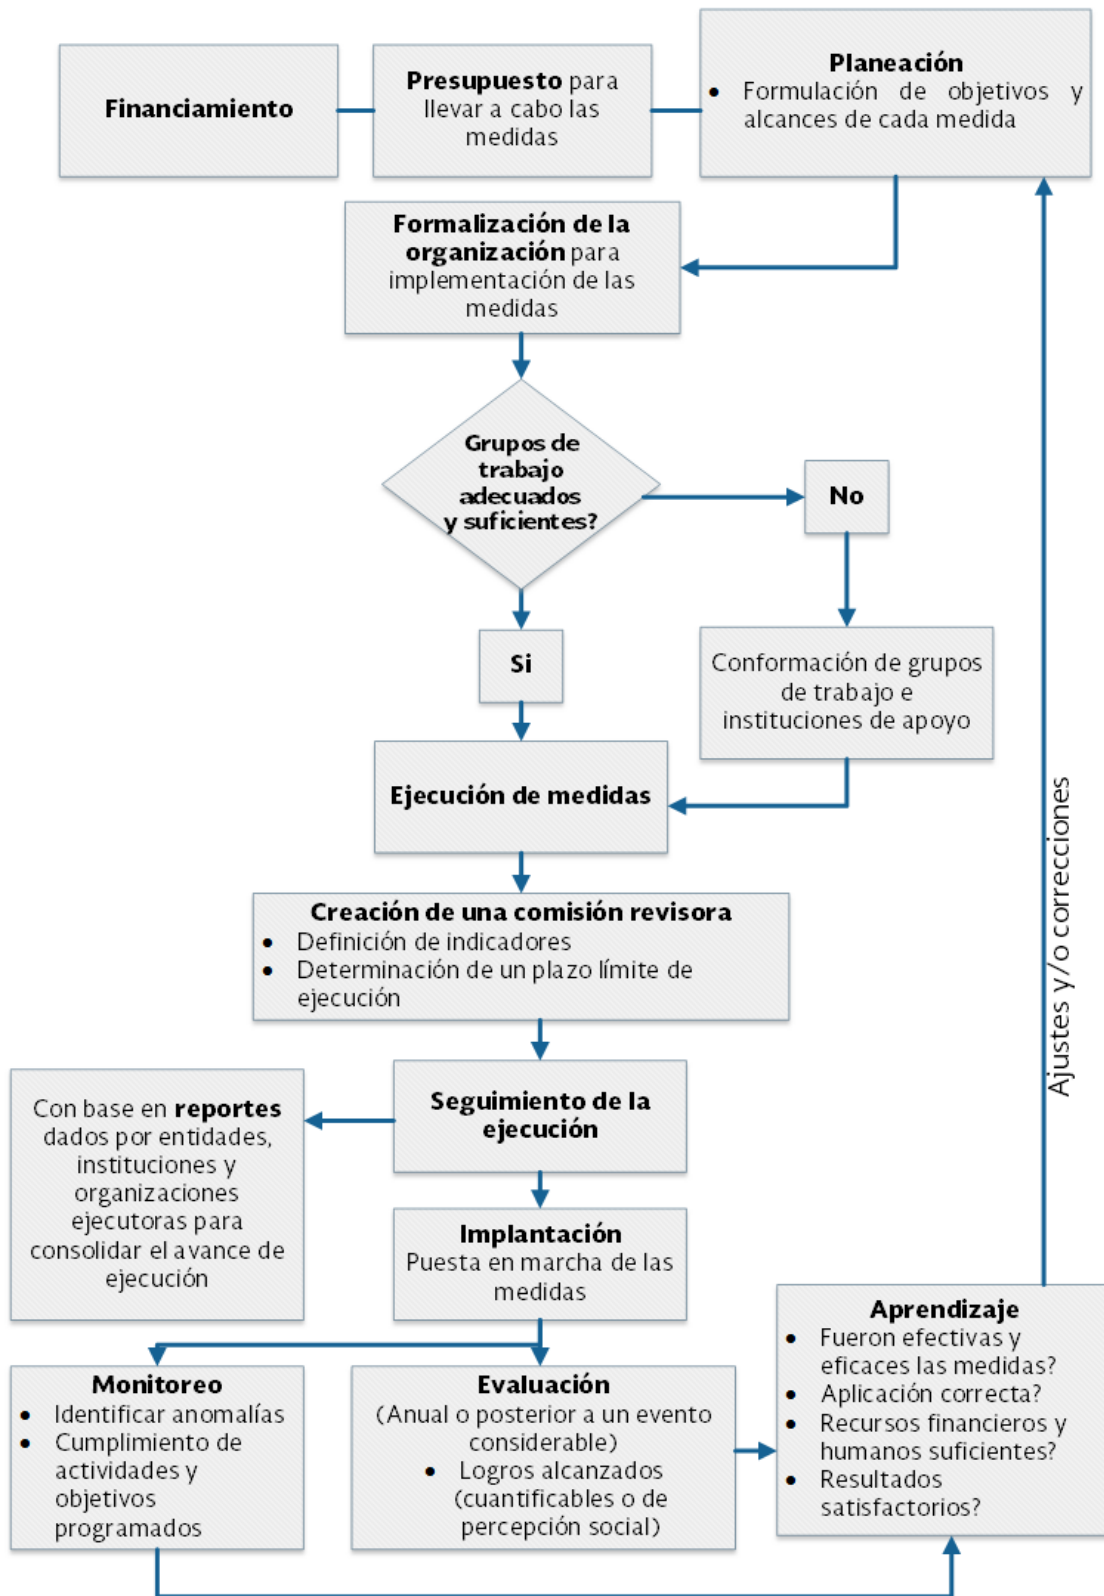 Financiamiento
Presupuesto para
llevar a cabo las
medidas
Planeación
• Formulación de objetivos y
alcances de cada medida
Formalización de la
organización para
implementación de las
medidas
Grupos de
trabajo
adecuados
y suficientes?
No
Si
Conformación de grupos
de trabajo e
instituciones de apoyo
Ejecución de medidas
Creación de una comisión revisora
• Definición de indicadores
• Determinación de un plazo límite de
ejecución
Seguimiento de la
ejecución
Con base en reportes
dados por entidades,
instituciones y
organizaciones
ejecutoras para
consolidar el avance de
ejecución
Implantación
Puesta en marcha de las
medidas
Monitoreo
• Identificar anomalías
• Cumplimiento de
actividades y
objetivos
programados
Evaluación
(Anual o posterior a un evento
considerable)
• Logros alcanzados
(cuantificables o de
percepción social)
Aprendizaje
• Fueron efectivas y
eficaces las medidas?
• Aplicación correcta?
• Recursos financieros y
humanos suficientes?
• Resultados
satisfactorios?
Ajustes y/o correcciones